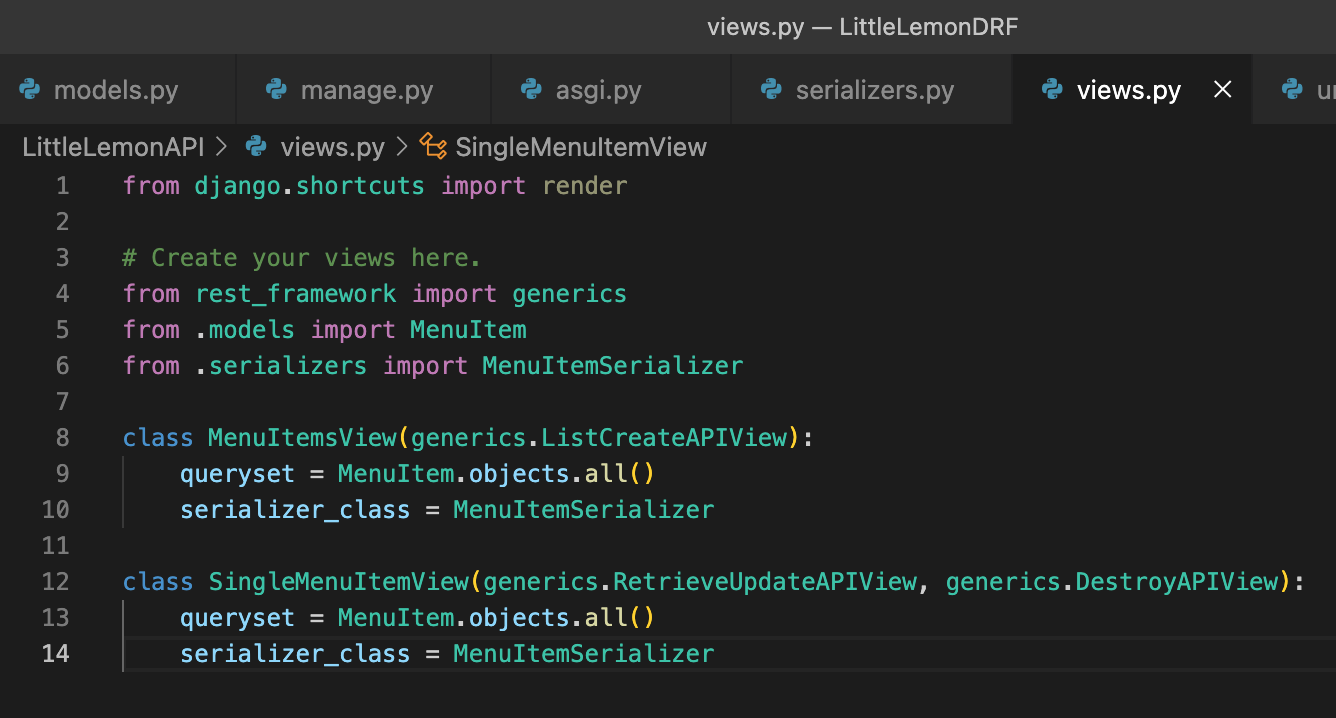 views.py — LittleLemonDRF
models.py manage.py asgi.py serializers.py views.py
LittleLemonAPI > views.py > SingleMenuItemView
1 from django.shortcuts import render
2
3 # Create your views here.
4 from rest_framework import generics
5 from .models import MenuItem
6 from .serializers import MenuItemSerializer
7
8 class MenuItemsView(generics.ListCreateAPIView):
9     queryset = MenuItem.objects.all()
10     serializer_class = MenuItemSerializer
11
12 class SingleMenuItemView(generics.RetrieveUpdateAPIView, generics.DestroyAPIView):
13     queryset = MenuItem.objects.all()
14     serializer_class = MenuItemSerializer